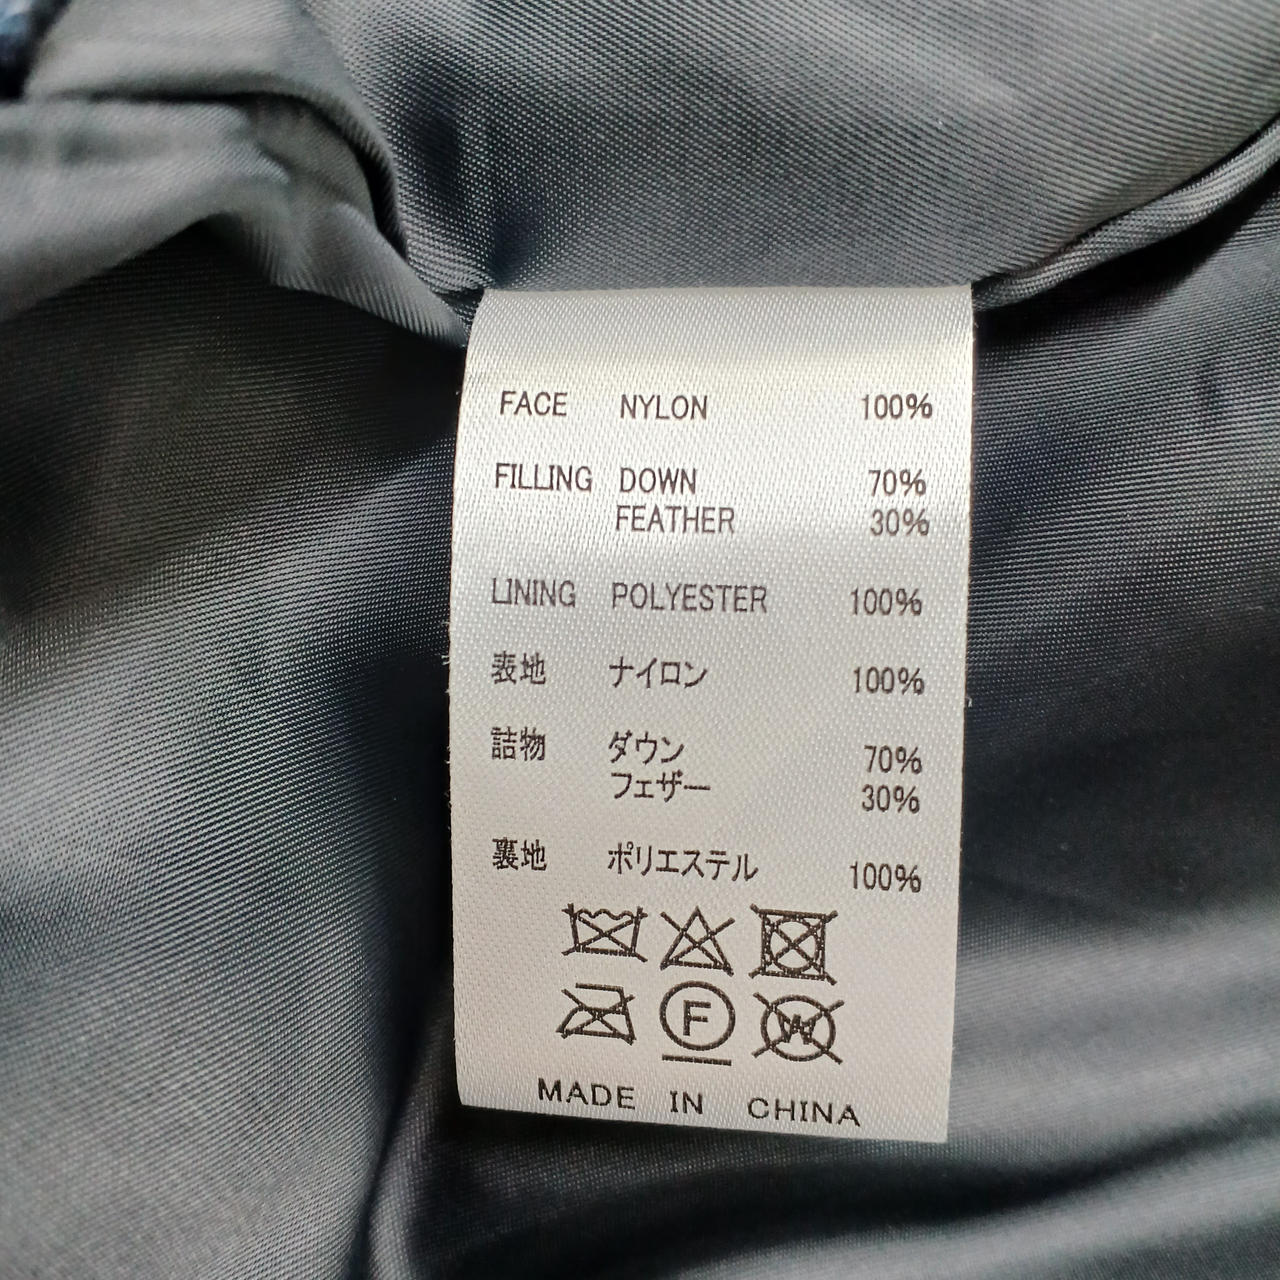 FACE NYLON 100%
FILLING DOWN 70%
FEATHER 30%
LINING POLYESTER 100%
表地 ナイロン 100%
詰物 ダウン 70%
フェザー 30%
裏地 ポリエステル 100%
F W
MADE IN CHINA